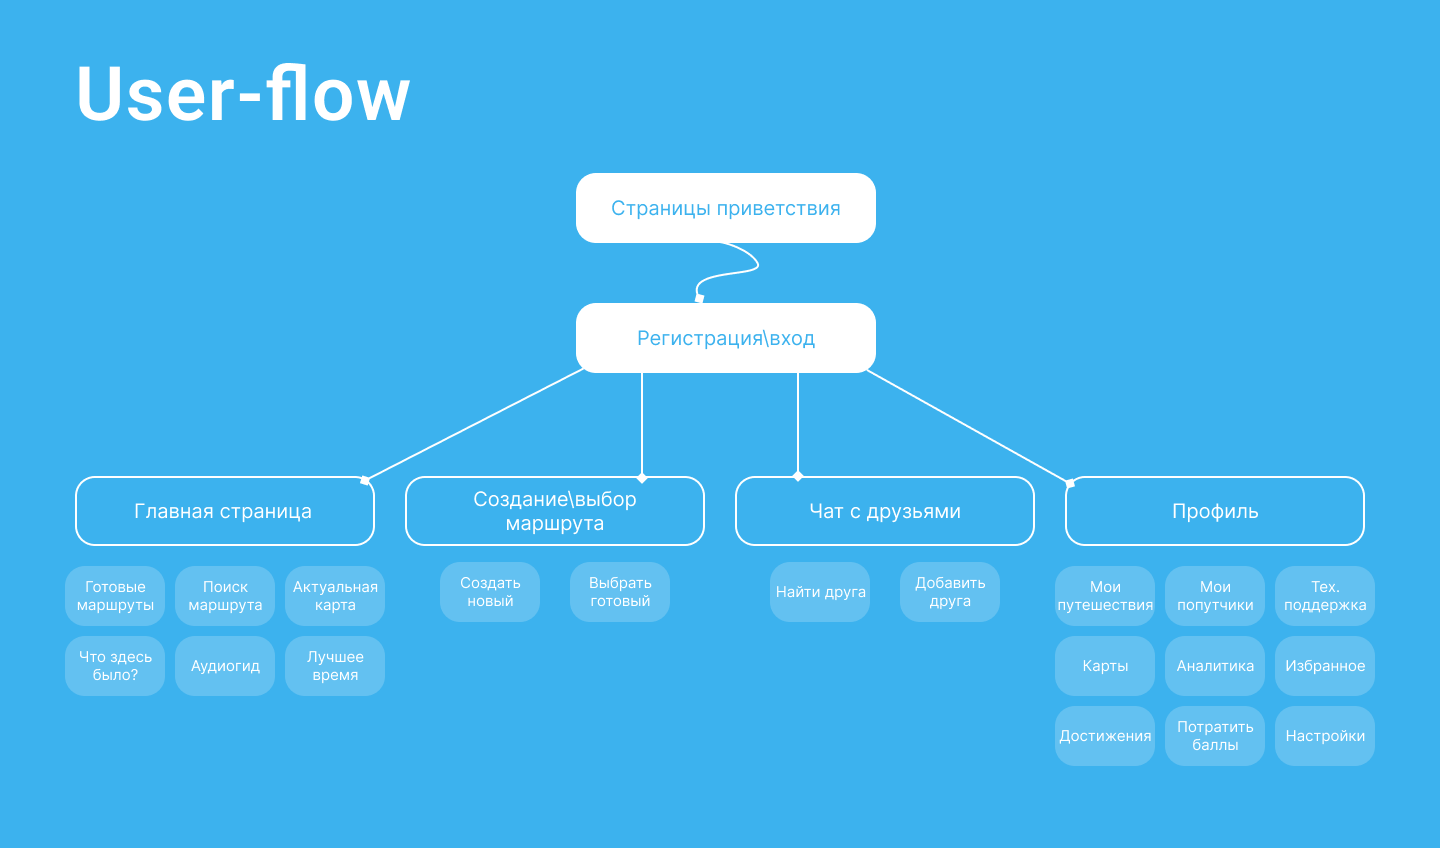 User-flow
Страницы приветствия
Регистрация\вход
Главная страница
Создание\выбор
маршрута
Чат с друзьями
Профиль
Готовые
маршруты
Поиск
маршрута
Актуальная
карта
Что здесь
было?
Аудиогид
Лучшее
время
Создать
новый
Выбрать
готовый
Найти друга
Добавить
друга
Мои
путешествия
Мои
попутчики
Тех.
поддержка
Карты
Аналитика
Избранное
Достижения
Потратить
баллы
Настройки